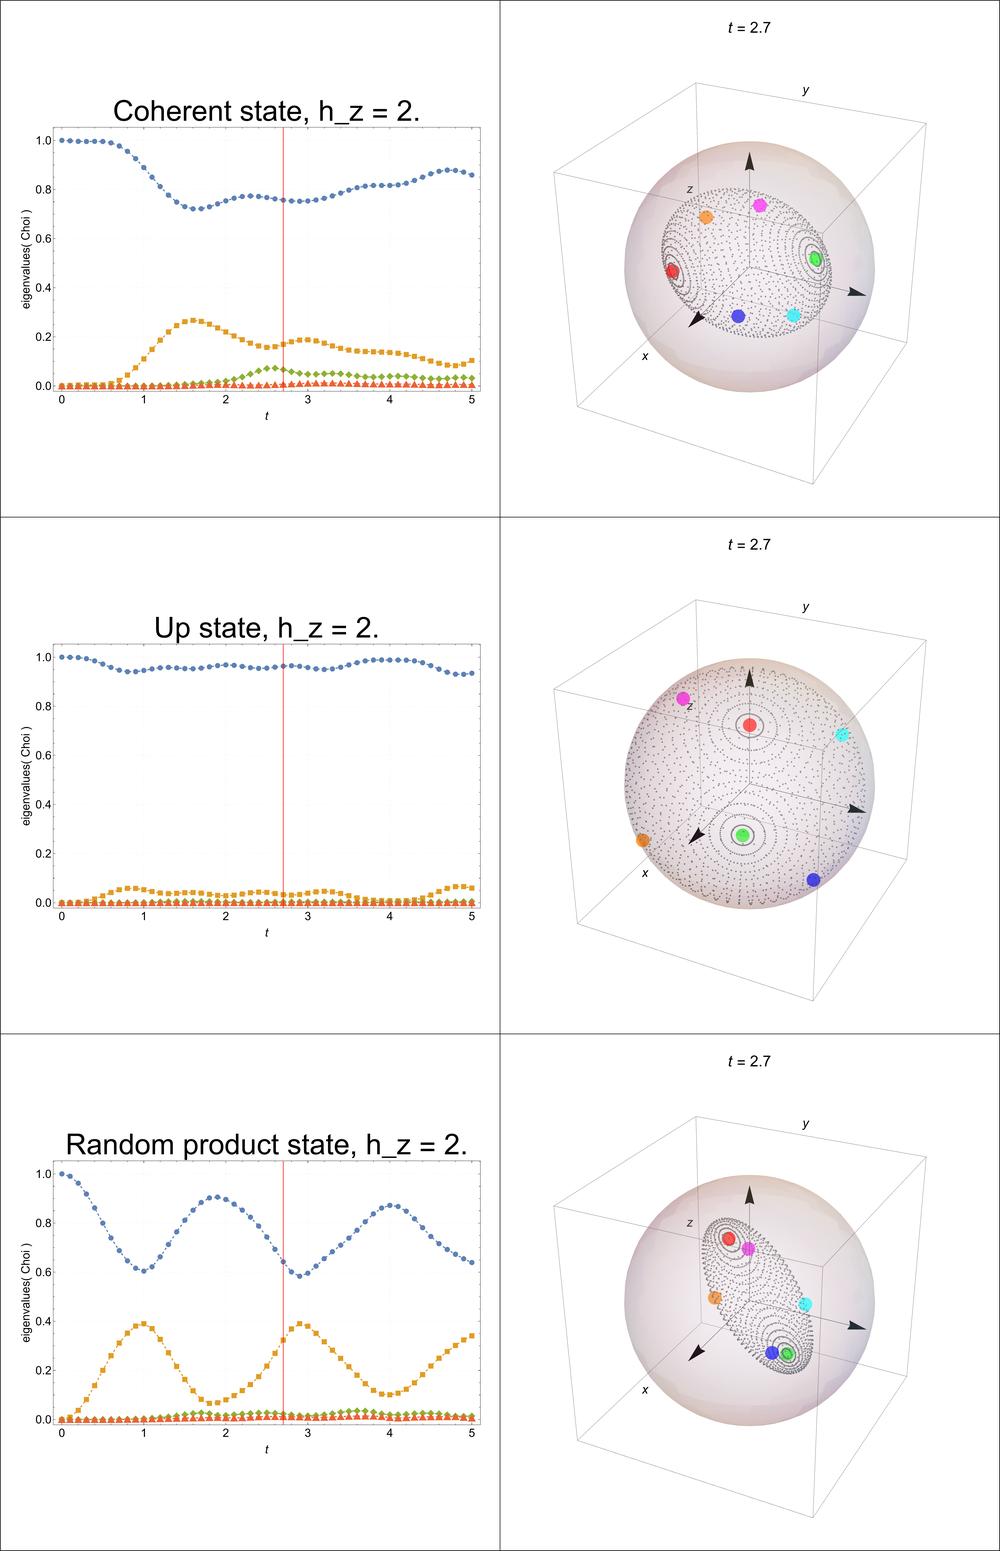 t = 2.7
Coherent state, h_z = 2.
eigenvalues( Choi )
1.0
0.8
0.6
0.4
0.2
0.0
0 1 2 3 4 5
t
y
z
x
t = 2.7
Up state, h_z = 2.
eigenvalues( Choi )
1.0
0.8
0.6
0.4
0.2
0.0
0 1 2 3 4 5
t
y
z
x
t = 2.7
Random product state, h_z = 2.
eigenvalues( Choi )
1.0
0.8
0.6
0.4
0.2
0.0
0 1 2 3 4 5
t
y
z
x